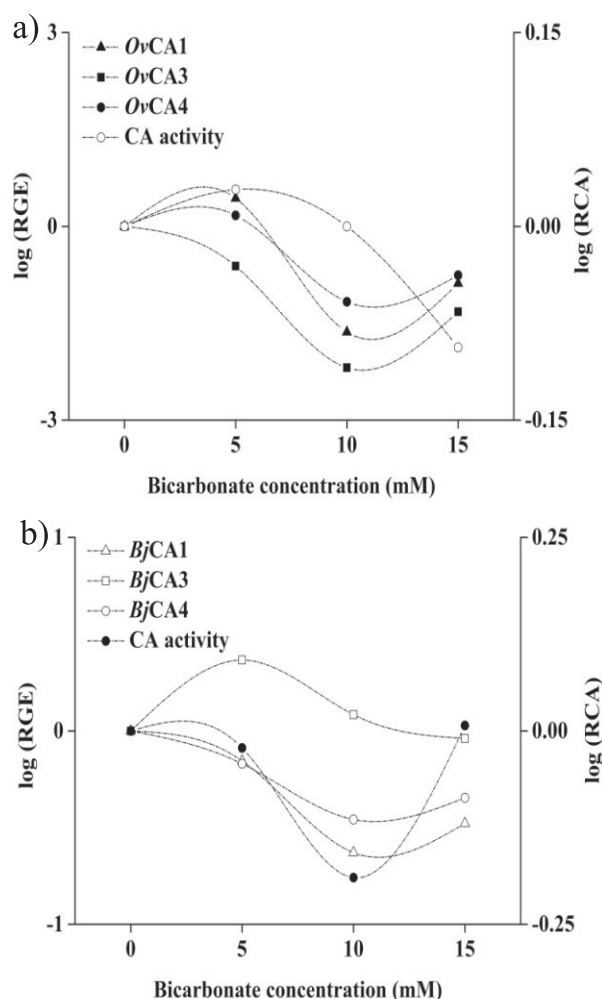 a)
3
0.15
OvCA1
OvCA3
OvCA4
CA activity
log (RGE)
0
0.00
log (RCA)
-3
-0.15
0 5 10 15
Bicarbonate concentration (mM)
b)
1
0.25
BjCA1
BjCA3
BjCA4
CA activity
log (RGE)
0
0.00
log (RCA)
-1
-0.25
0 5 10 15
Bicarbonate concentration (mM)